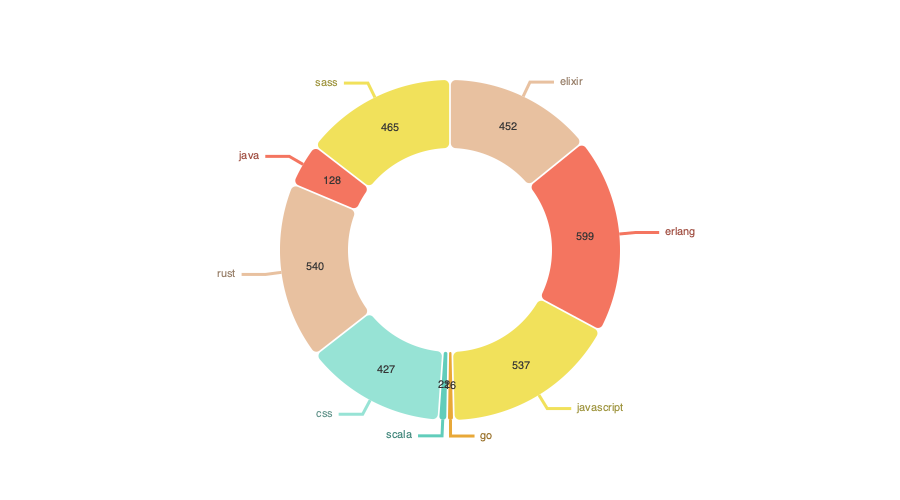 sass
elixir
465
452
java
128
599
erlang
540
rust
537
427
css
javascript
scala
go